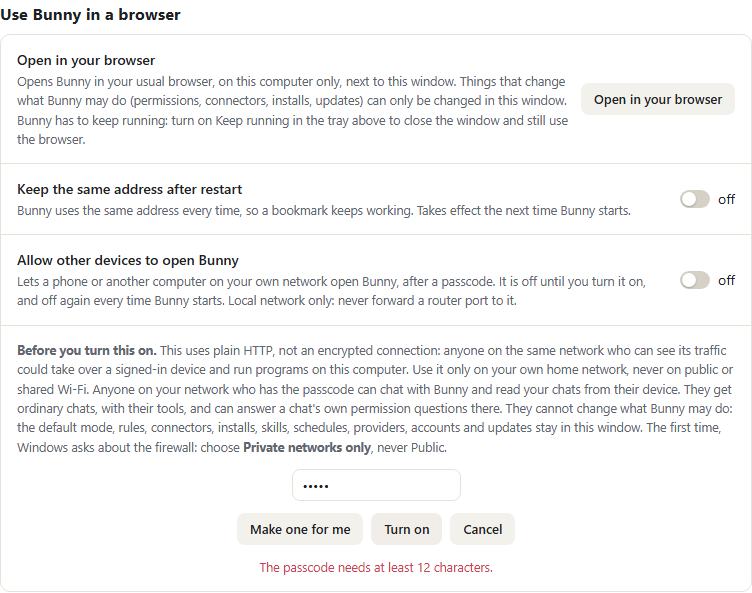 Use Bunny in a browser
Open in your browser
Opens Bunny in your usual browser, on this computer only, next to this window. Things that change
what Bunny may do (permissions, connectors, installs, updates) can only be changed in this window.
Bunny has to keep running: turn on Keep running in the tray above to close the window and still use
the browser.
Open in your browser
Keep the same address after restart
Bunny uses the same address every time, so a bookmark keeps working. Takes effect the next time Bunny starts.
off
Allow other devices to open Bunny
Lets a phone or another computer on your own network open Bunny, after a passcode. It is off until you turn it on,
and off again every time Bunny starts. Local network only: never forward a router port to it.
off
Before you turn this on. This uses plain HTTP, not an encrypted connection: anyone on the same network who can see its traffic
could take over a signed-in device and run programs on this computer. Use it only on your own home network, never on public or
shared Wi-Fi. Anyone on your network who has the passcode can chat with Bunny and read your chats from their device. They get
ordinary chats, with their tools, and can answer a chat's own permission questions there. They cannot change what Bunny may do:
the default mode, rules, connectors, installs, skills, schedules, providers, accounts and updates stay in this window. The first time,
Windows asks about the firewall: choose Private networks only, never Public.
•••••
Make one for me
Turn on
Cancel
The passcode needs at least 12 characters.